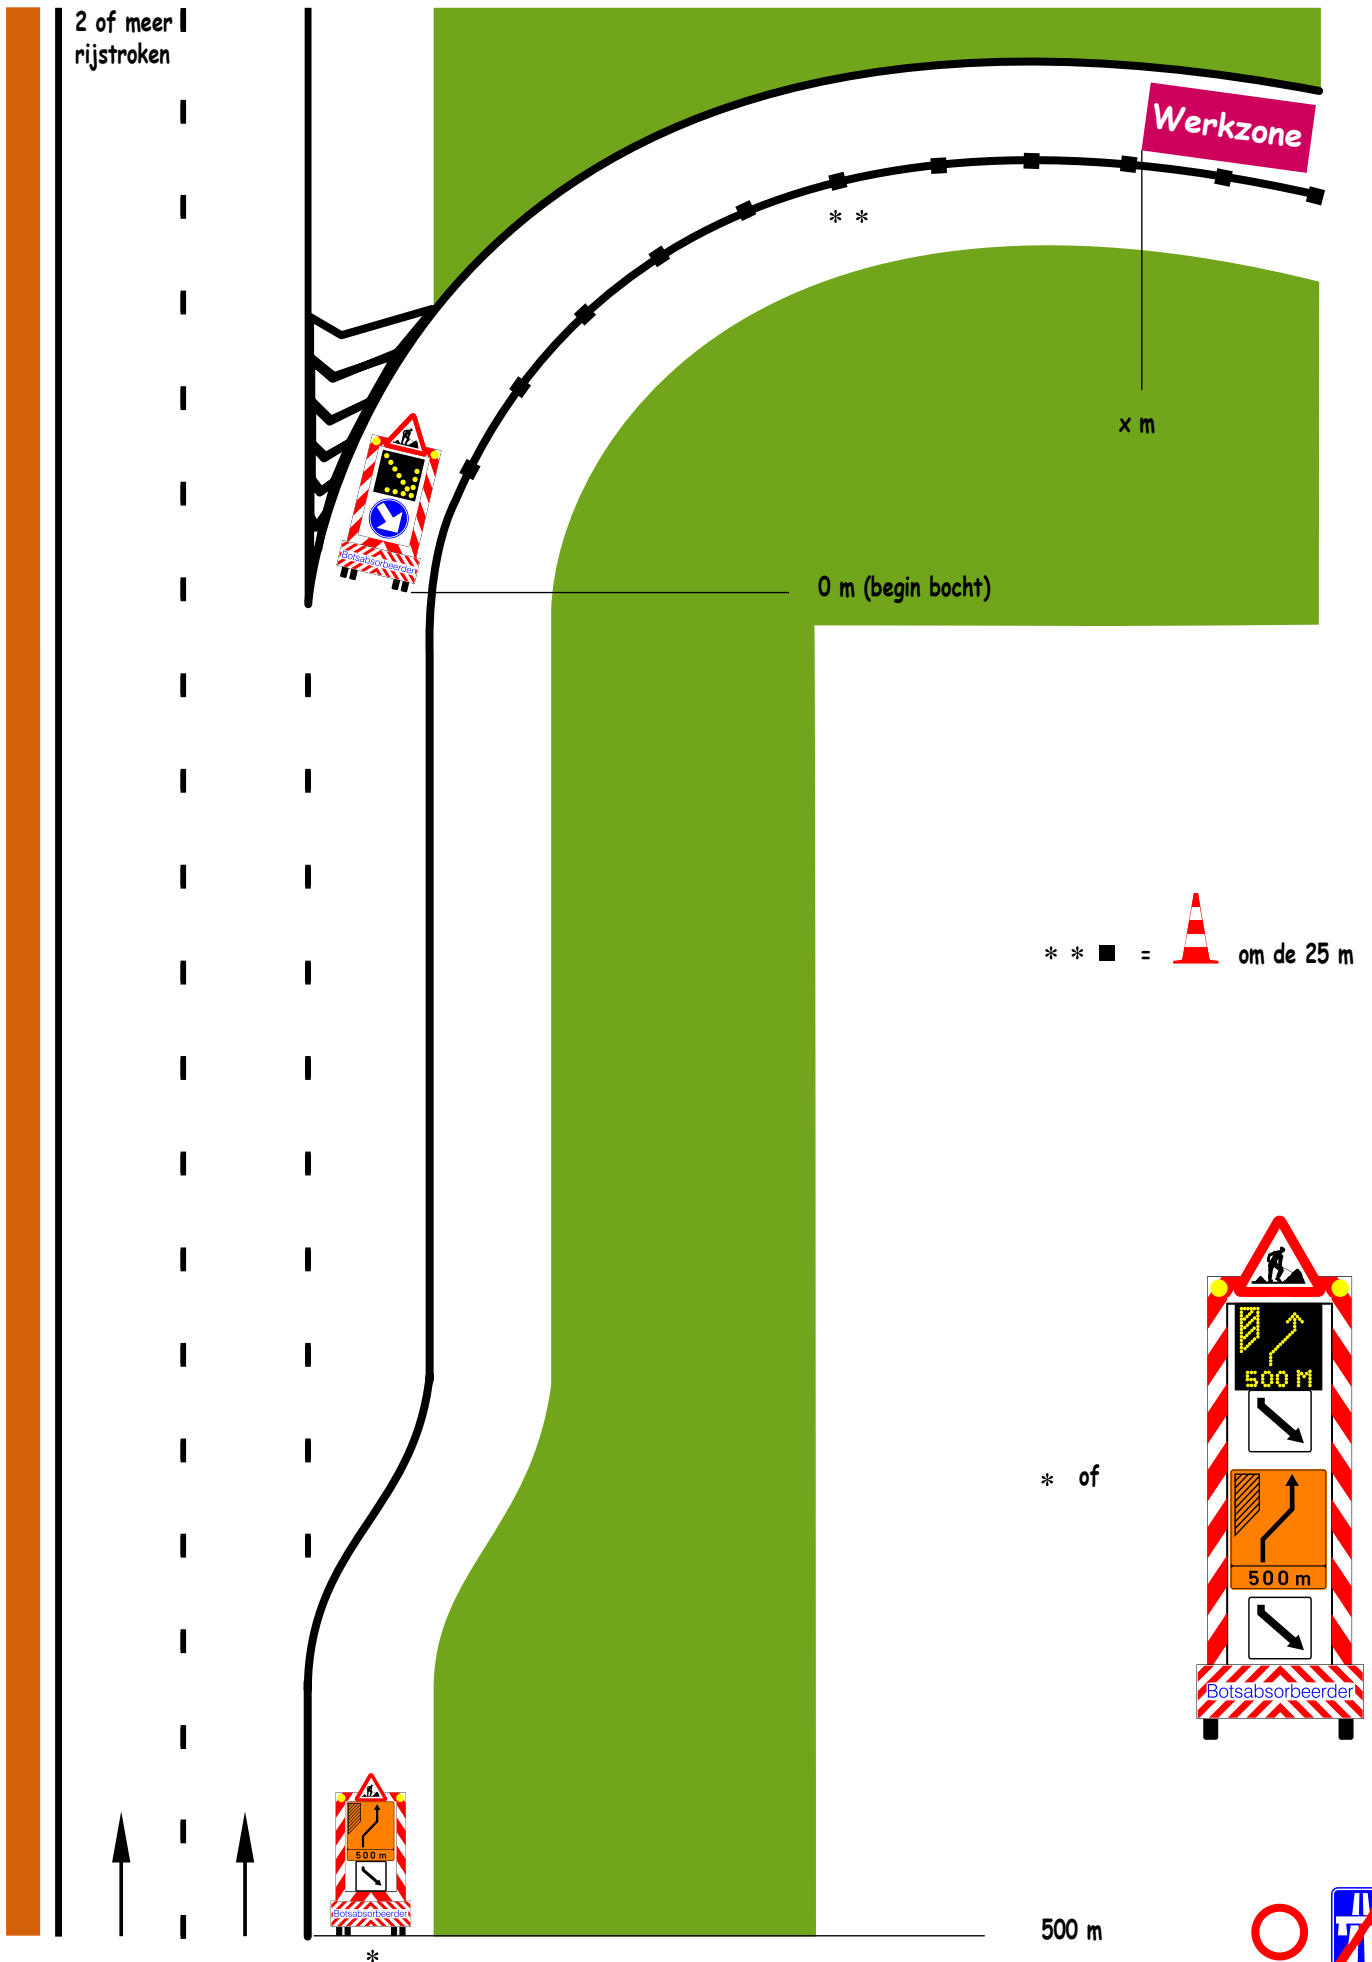 2 of meer
rijstroken
Werkzone
* *
x m
Botsabsorbeerder
0 m (begin bocht)
* * ■ = om de 25 m
500 M
* of
500 m
Botsabsorbeerder
500 m
Botsabsorbeerder
500 m
*